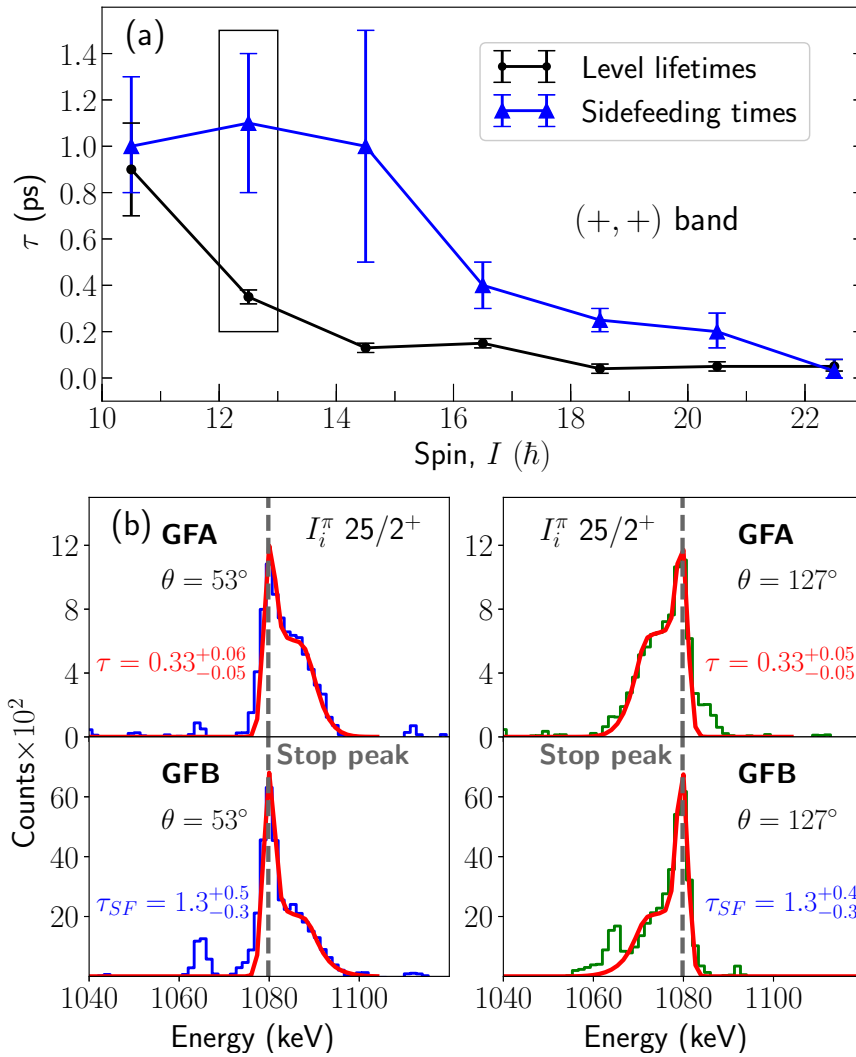 (a)
Level lifetimes
Sidefeeding times
(+, +) band
τ (ps)
1.4
1.2
1.0
0.8
0.6
0.4
0.2
0.0
10 12 14 16 18 20 22
Spin, I (ħ)
(b)
GFA
I_i^π 25/2⁺
θ = 53°
τ = 0.33^{+0.06}_{-0.05}
I_i^π 25/2⁺
GFA
θ = 127°
τ = 0.33^{+0.05}_{-0.05}
12
8
4
0
12
8
4
0
Counts×10²
Stop peak
Stop peak
GFB
θ = 53°
τ_{SF} = 1.3^{+0.5}_{-0.3}
GFB
θ = 127°
τ_{SF} = 1.3^{+0.4}_{-0.3}
60
40
20
60
40
20
1040 1060 1080 1100
1040 1060 1080 1100
Energy (keV)
Energy (keV)